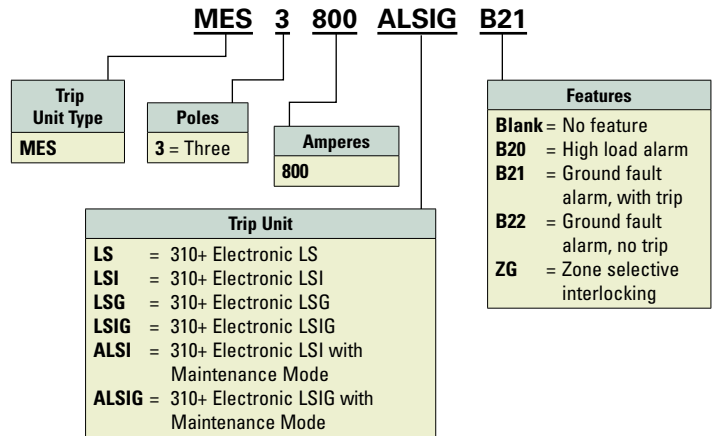 MES 3 800 ALSIG B21
Trip
Unit Type
MES
Poles
3 = Three
Amperes
800
Trip Unit
LS = 310+ Electronic LS
LSI = 310+ Electronic LSI
LSG = 310+ Electronic LSG
LSIG = 310+ Electronic LSIG
ALSI = 310+ Electronic LSI with
Maintenance Mode
ALSIG = 310+ Electronic LSIG with
Maintenance Mode
Features
Blank = No feature
B20 = High load alarm
B21 = Ground fault
alarm, with trip
B22 = Ground fault
alarm, no trip
ZG = Zone selective
interlocking